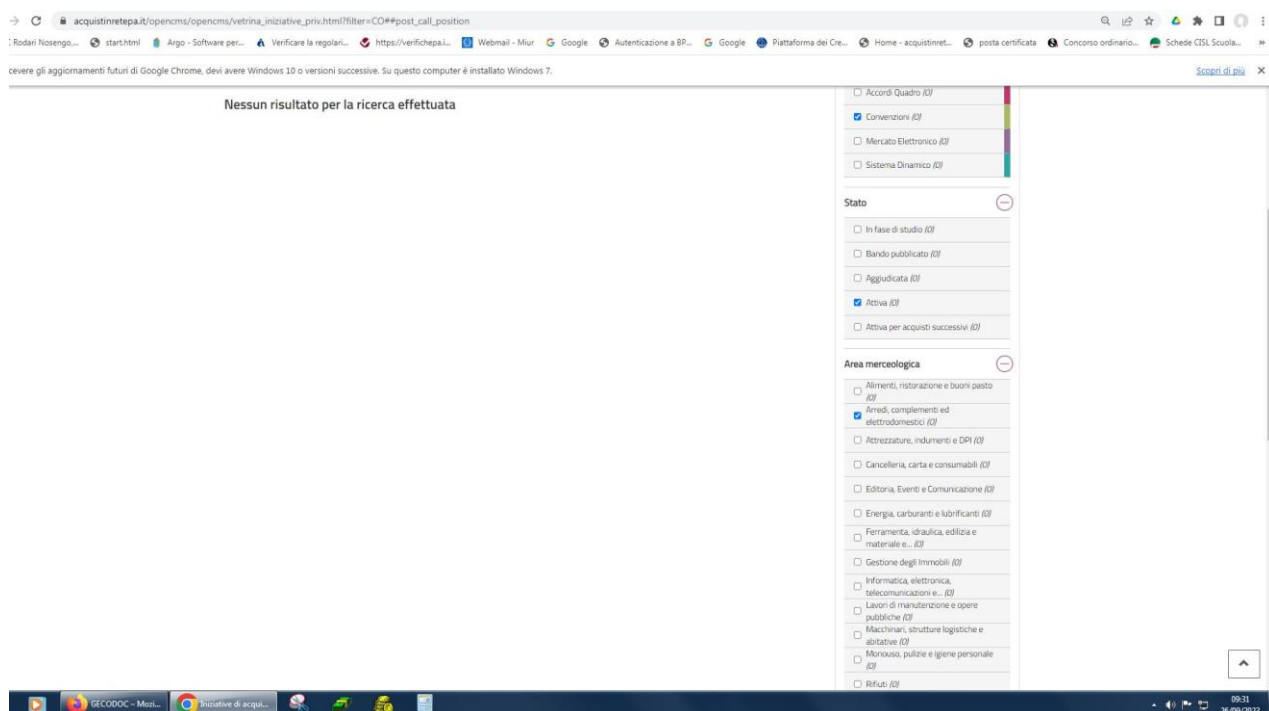 acquistinretepa.it/opencms/opencms/vetrina_iniziative_priv.html?filter=CO##post_call_position
Rodari Nosengo,... start.html Argo - Software per... Verificare la regolari... https://verifichepa.i... Webmail - Miur Google Autenticazione a BP... Google Piattaforma dei Cre... Home - acquistinret... posta certificata Concorso ordinario... Schede CISL Scuola... »
cevere gli aggiornamenti futuri di Google Chrome, devi avere Windows 10 o versioni successive. Su questo computer è installato Windows 7. Scopri di più
Nessun risultato per la ricerca effettuata
Accordi Quadro (0)
Convenzioni (0)
Mercato Elettronico (0)
Sistema Dinamico (0)
Stato
In fase di studio (0)
Bando pubblicato (0)
Aggiudicata (0)
Attiva (0)
Attiva per acquisti successivi (0)
Area merceologica
Alimenti, ristorazione e buoni pasto
(0)
Arredi, complementi ed
elettrodomestici (0)
Attrezzature, indumenti e DPI (0)
Cancelleria, carta e consumabili (0)
Editoria, Eventi e Comunicazione (0)
Energia, carburanti e lubrificanti (0)
Ferramenta, idraulica, edilizia e
materiale e... (0)
Gestione degli Immobili (0)
Informatica, elettronica,
telecomunicazioni e... (0)
Lavori di manutenzione e opere
pubbliche (0)
Macchinari, strutture logistiche e
abitative (0)
Monouso, pulizie e igiene personale
(0)
Rifiuti (0)
GECODOC - Mozi... Iniziative di acqui... 09:31
26/09/2023